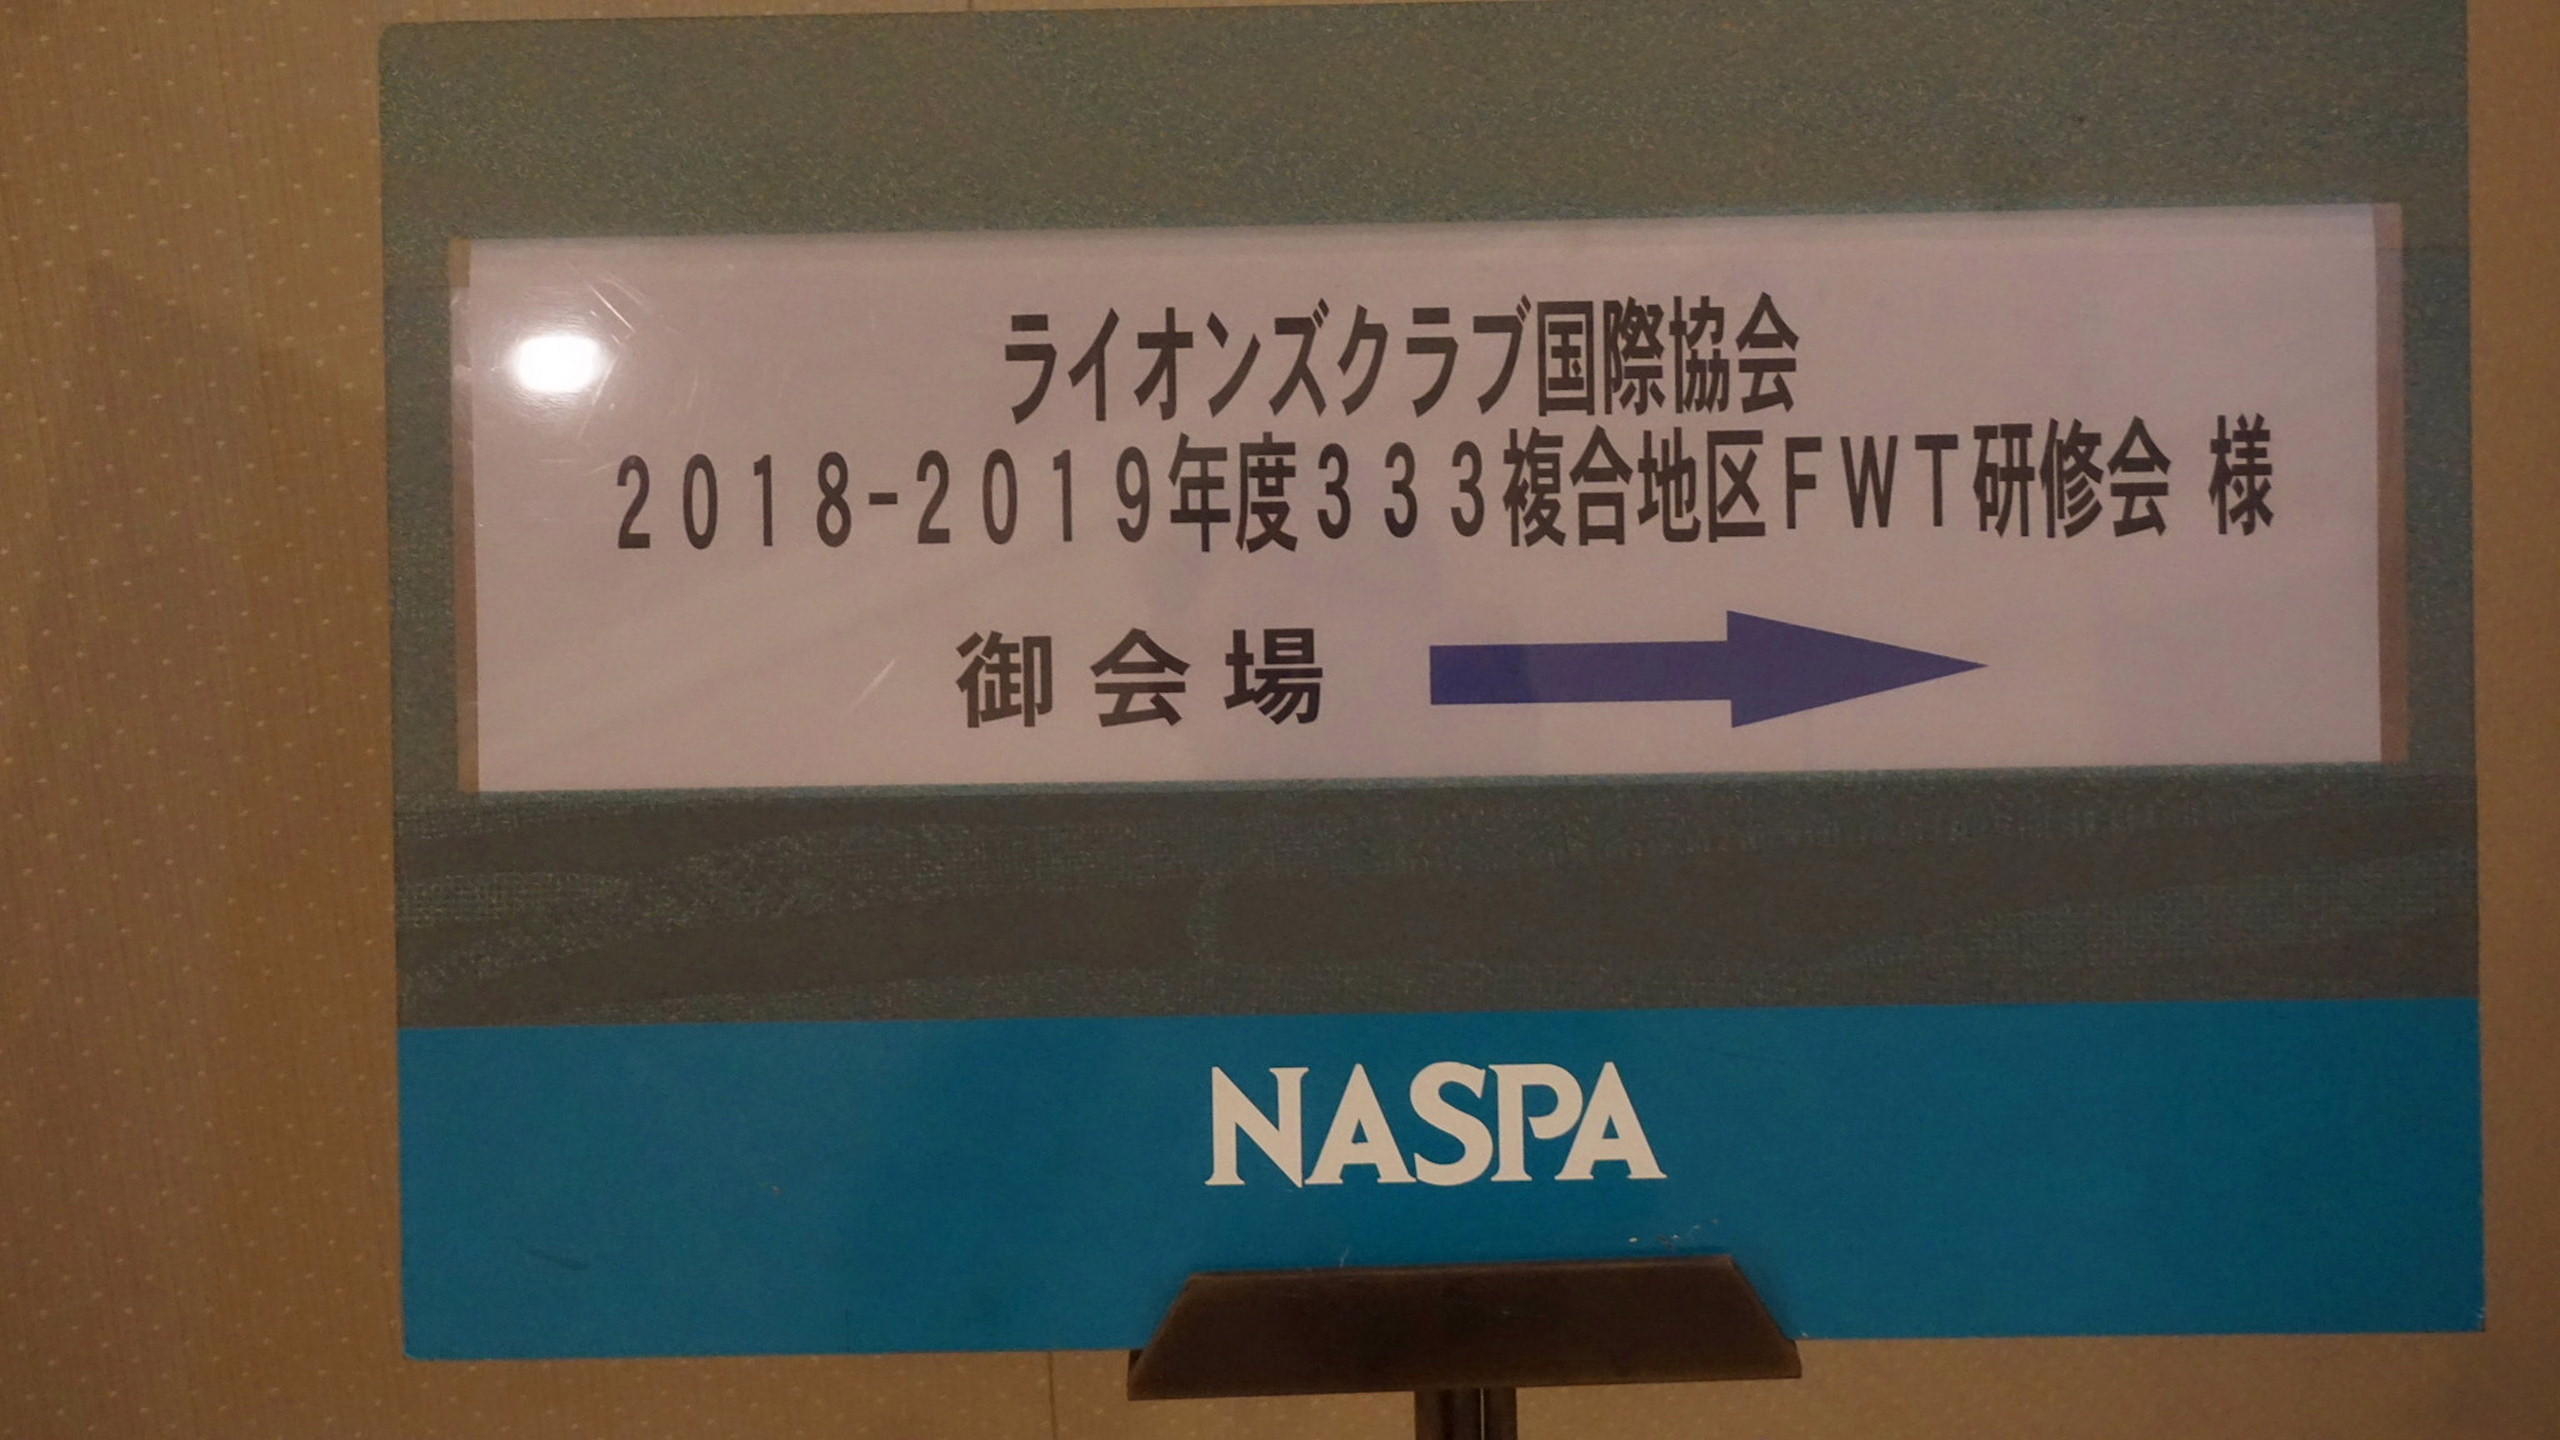 ライオンズクラブ国際協会
２０１８-２０１９年度３３３複合地区ＦＷＴ研修会 様
御会場
NASPA